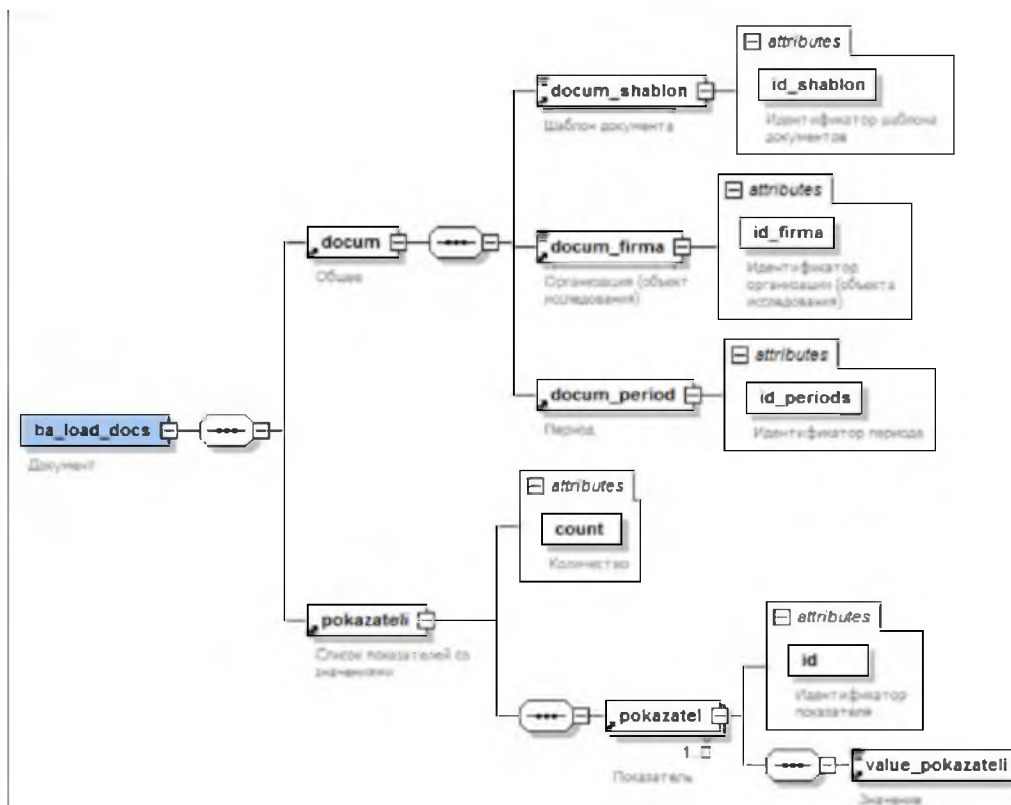 attributes
docum_shablon
id_shablon
Шаблон документа
Идентификатор шаблона
документов
attributes
docum
docum_firma
id_firma
Общее
Организация (объект
исследования)
Идентификатор
организации (объекта
исследования)
attributes
docum_period
id_periods
Период
Идентификатор периода
ba_load_docs
Документ
attributes
count
Количество
pokazateli
Список показателей со
значениями
attributes
id
Идентификатор
показателя
pokazatel
1..
Показатель
value_pokazateli
Значение